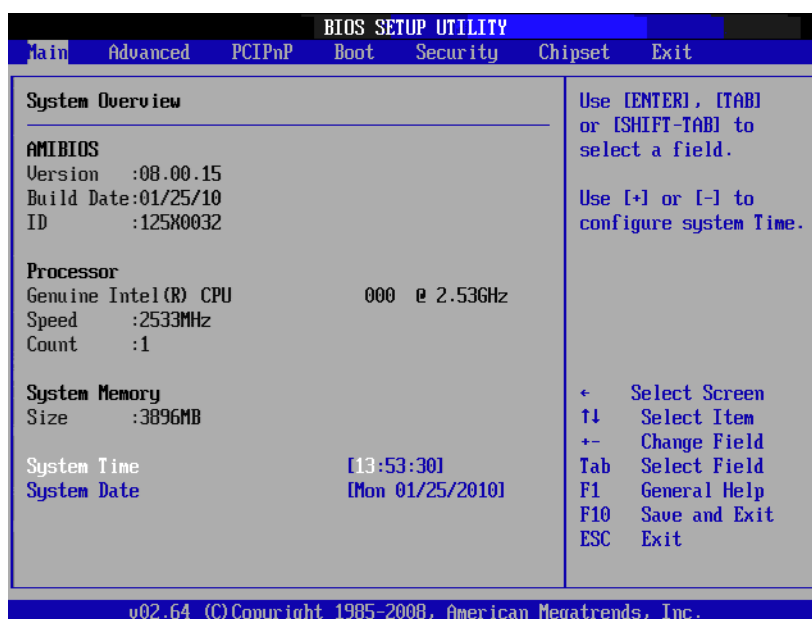 BIOS SETUP UTILITY
Main Advanced PCIPnP Boot Security Chipset Exit
System Overview
AMIBIOS
Version :08.00.15
Build Date:01/25/10
ID :125X0032
Processor
Genuine Intel(R) CPU 000 @ 2.53GHz
Speed :2533MHz
Count :1
System Memory
Size :3896MB
System Time [13:53:30]
System Date [Mon 01/25/2010]
Use [ENTER], [TAB]
or [SHIFT-TAB] to
select a field.
Use [+] or [-] to
configure system Time.
← Select Screen
↑↓ Select Item
+- Change Field
Tab Select Field
F1 General Help
F10 Save and Exit
ESC Exit
v02.64 (C)Copyright 1985-2008, American Megatrends, Inc.